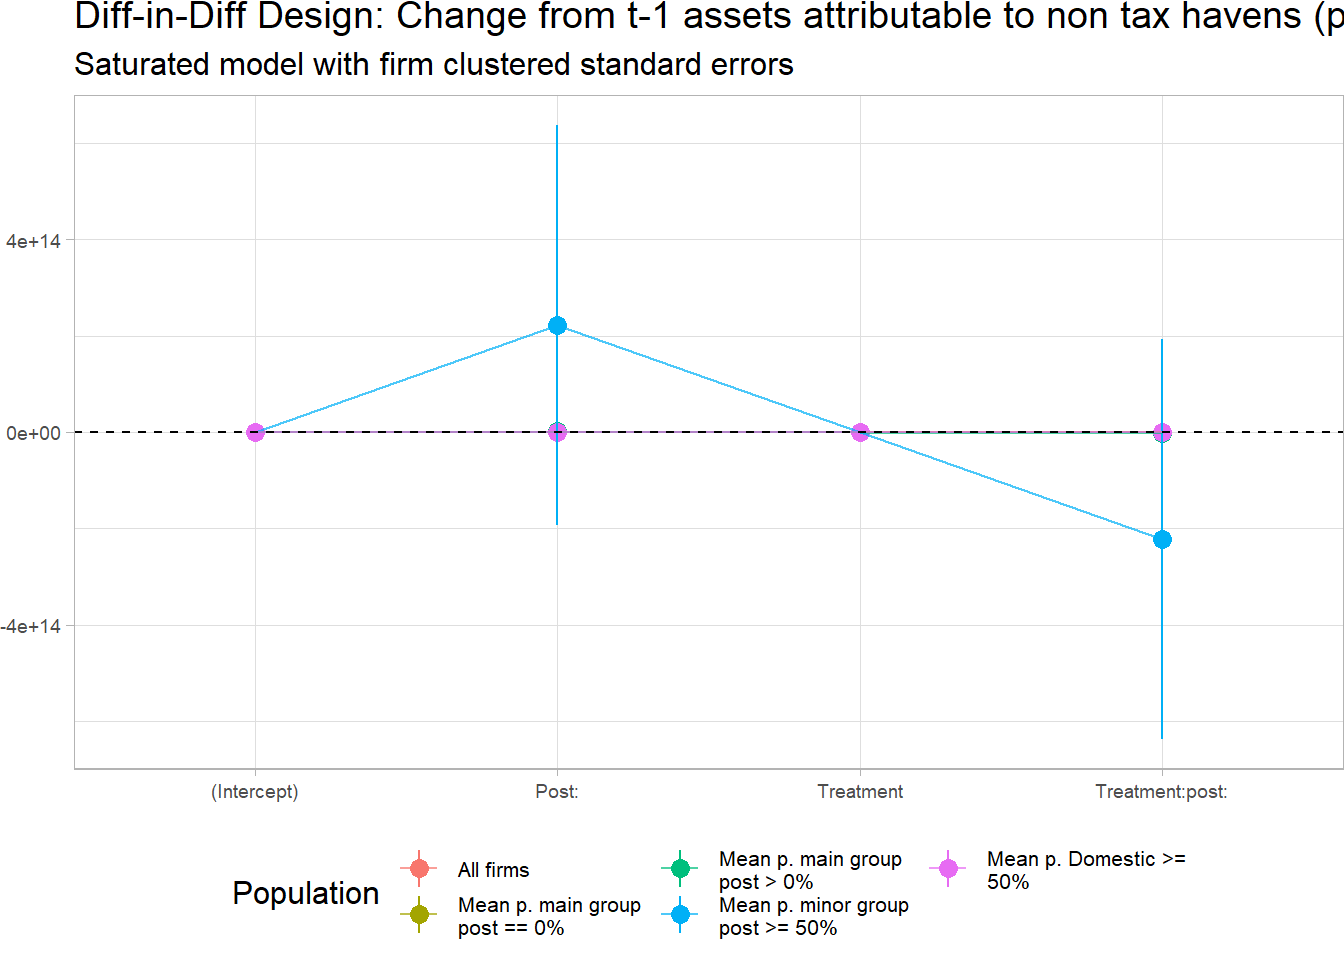 Diff-in-Diff Design: Change from t-1 assets attributable to non tax havens (p
Saturated model with firm clustered standard errors
4e+14
0e+00
-4e+14
(Intercept)
Post:
Treatment
Treatment:post:
Population
All firms
Mean p. main group
post == 0%
Mean p. main group
post > 0%
Mean p. minor group
post >= 50%
Mean p. Domestic >=
50%